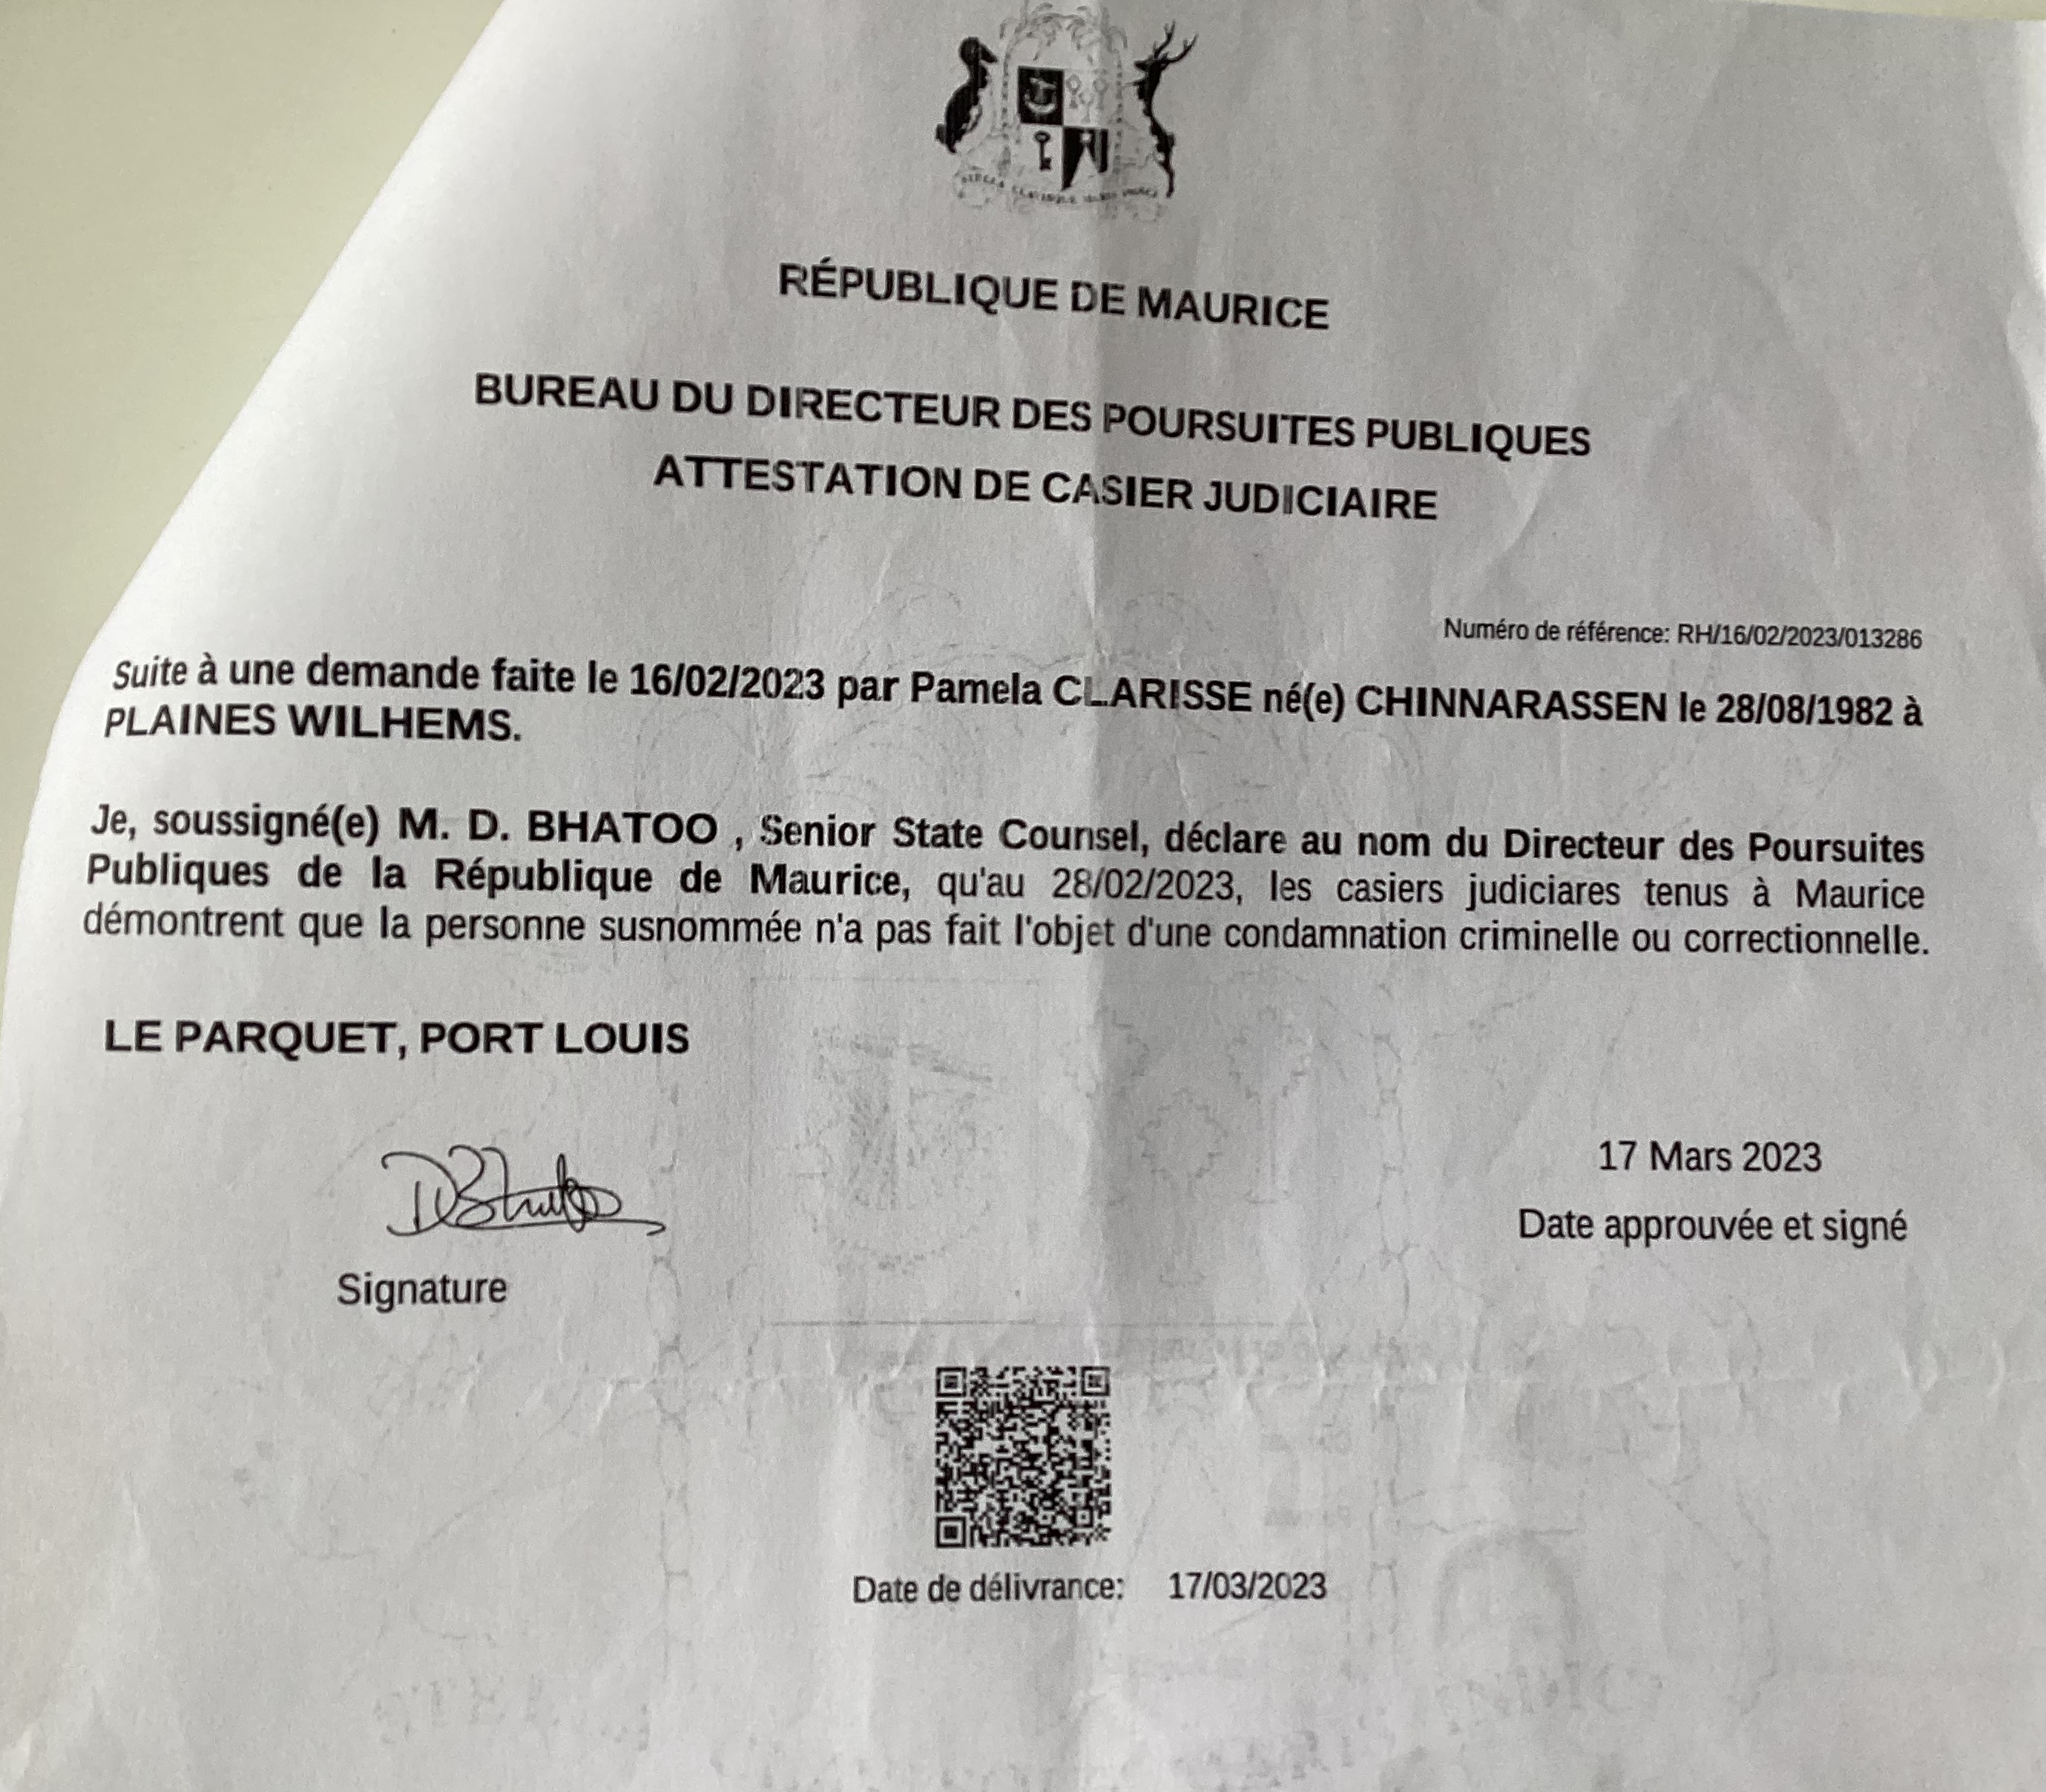 RÉPUBLIQUE DE MAURICE
BUREAU DU DIRECTEUR DES POURSUITES PUBLIQUES
ATTESTATION DE CASIER JUDICIAIRE
Numéro de référence: RH/16/02/2023/013286
Suite à une demande faite le 16/02/2023 par Pamela CLARISSE né(e) CHINNARASSEN le 28/08/1982 à
PLAINES WILHEMS.
Je, soussigné(e) M. D. BHATOO , Senior State Counsel, déclare au nom du Directeur des Poursuites
Publiques de la République de Maurice, qu'au 28/02/2023, les casiers judiciares tenus à Maurice
démontrent que la personne susnommée n'a pas fait l'objet d'une condamnation criminelle ou correctionnelle.
LE PARQUET, PORT LOUIS
17 Mars 2023
Date approuvée et signé
Signature
Date de délivrance: 17/03/2023